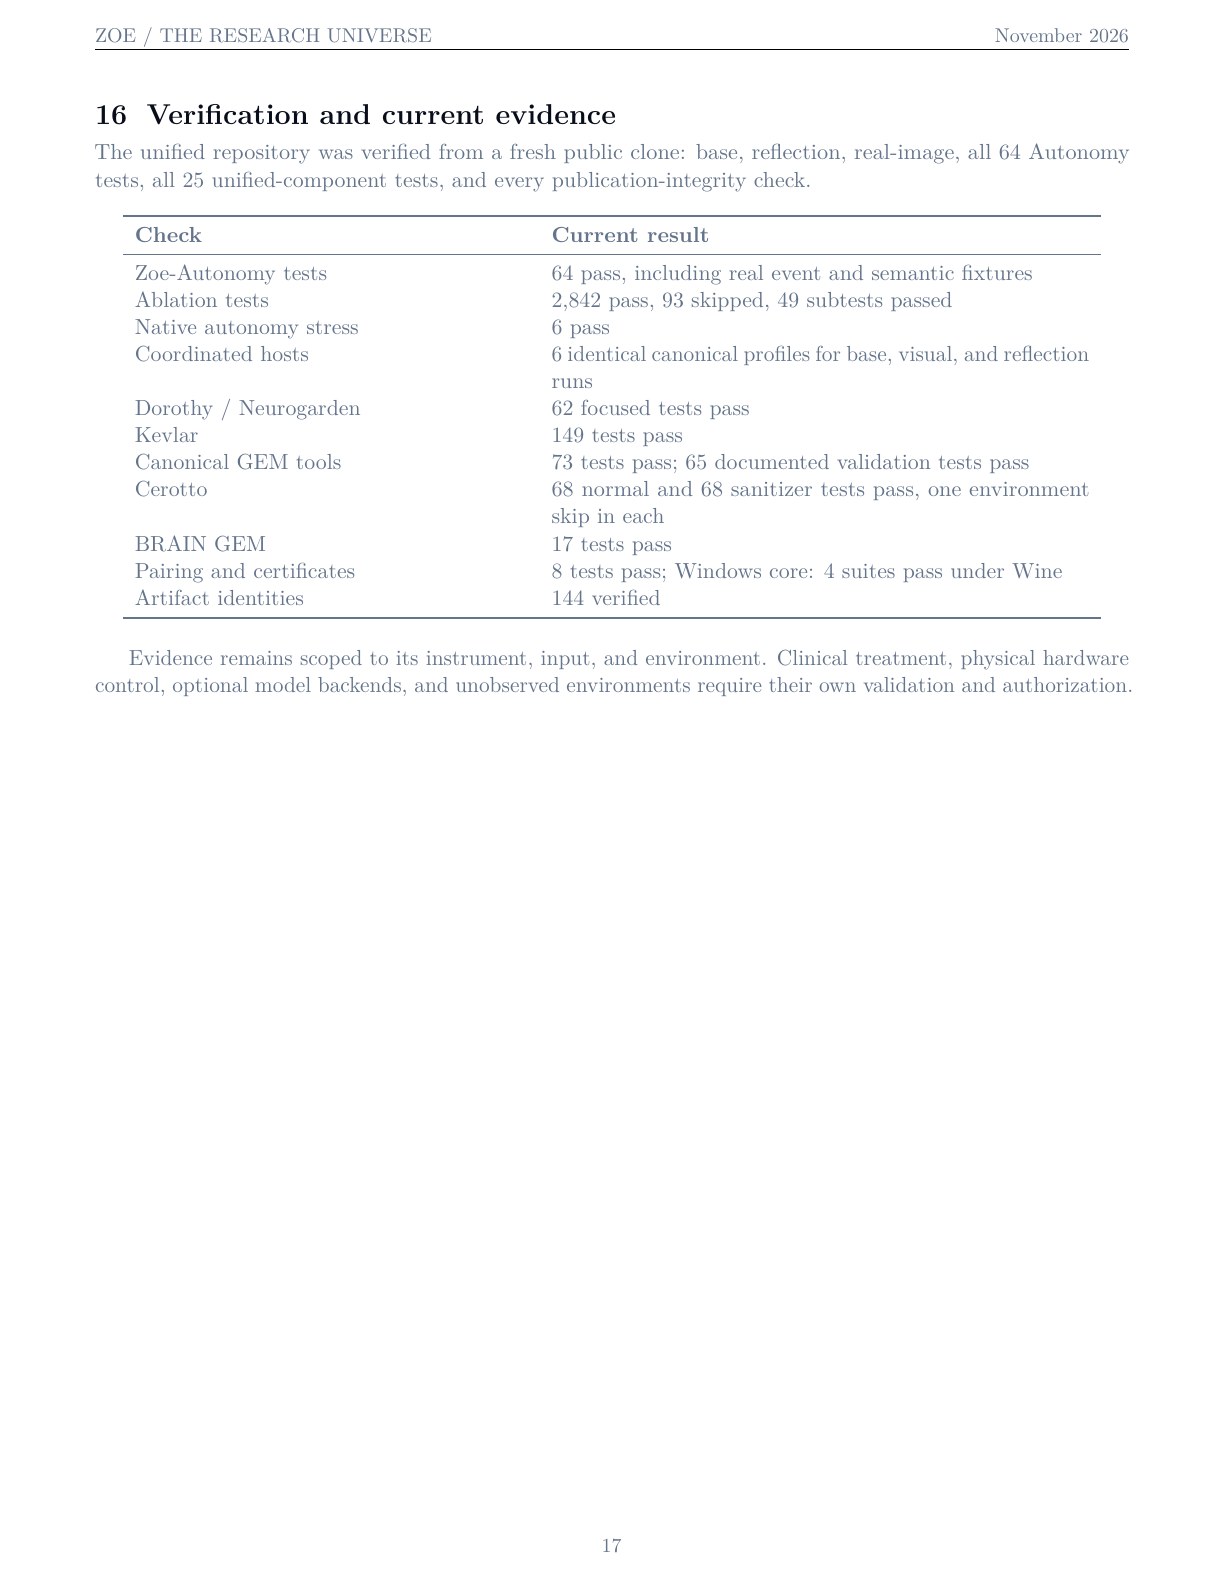 ZOE / THE RESEARCH UNIVERSE November 2026
16 Verification and current evidence
The unified repository was verified from a fresh public clone: base, reflection, real-image, all 64 Autonomy
tests, all 25 unified-component tests, and every publication-integrity check.
Check Current result
Zoe-Autonomy tests 64 pass, including real event and semantic fixtures
Ablation tests 2,842 pass, 93 skipped, 49 subtests passed
Native autonomy stress 6 pass
Coordinated hosts 6 identical canonical profiles for base, visual, and reflection
runs
Dorothy / Neurogarden 62 focused tests pass
Kevlar 149 tests pass
Canonical GEM tools 73 tests pass; 65 documented validation tests pass
Cerotto 68 normal and 68 sanitizer tests pass, one environment
skip in each
BRAIN GEM 17 tests pass
Pairing and certificates 8 tests pass; Windows core: 4 suites pass under Wine
Artifact identities 144 verified
Evidence remains scoped to its instrument, input, and environment. Clinical treatment, physical hardware
control, optional model backends, and unobserved environments require their own validation and authorization.
17